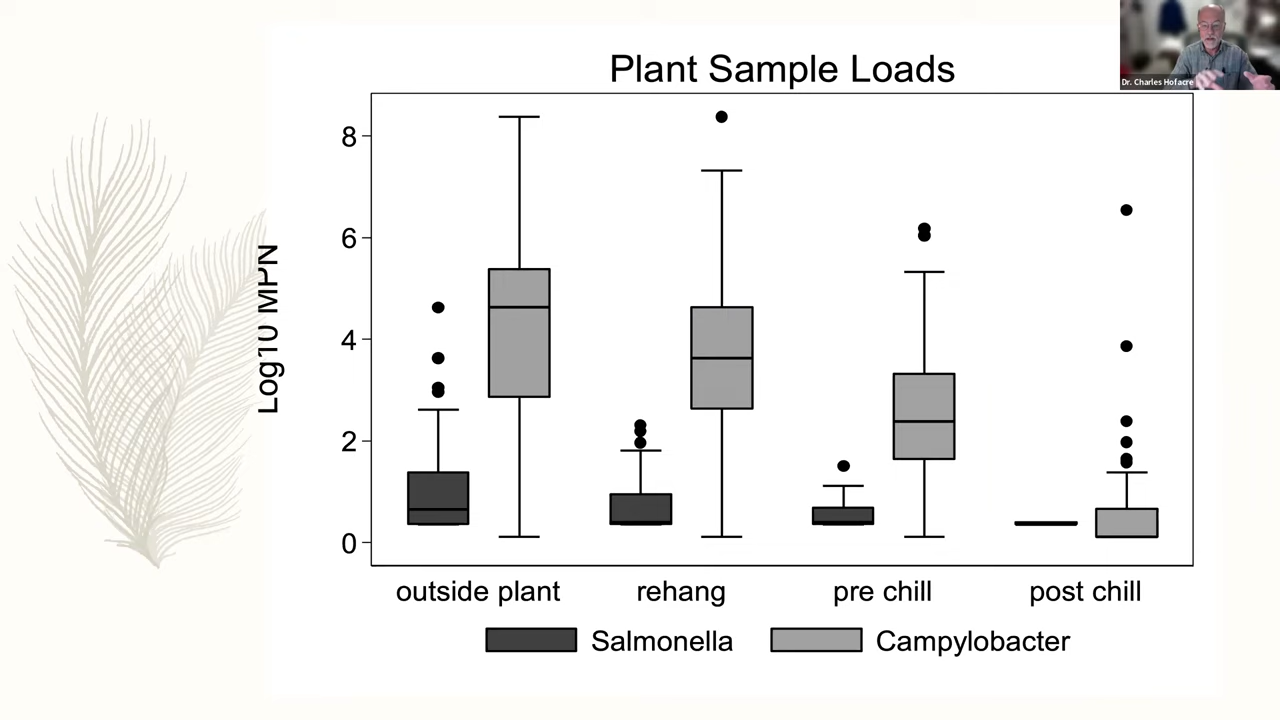 Plant Sample Loads
Dr. Charles Hofacre
Log10 MPN
8
6
4
2
0
outside plant
rehang
pre chill
post chill
Salmonella
Campylobacter